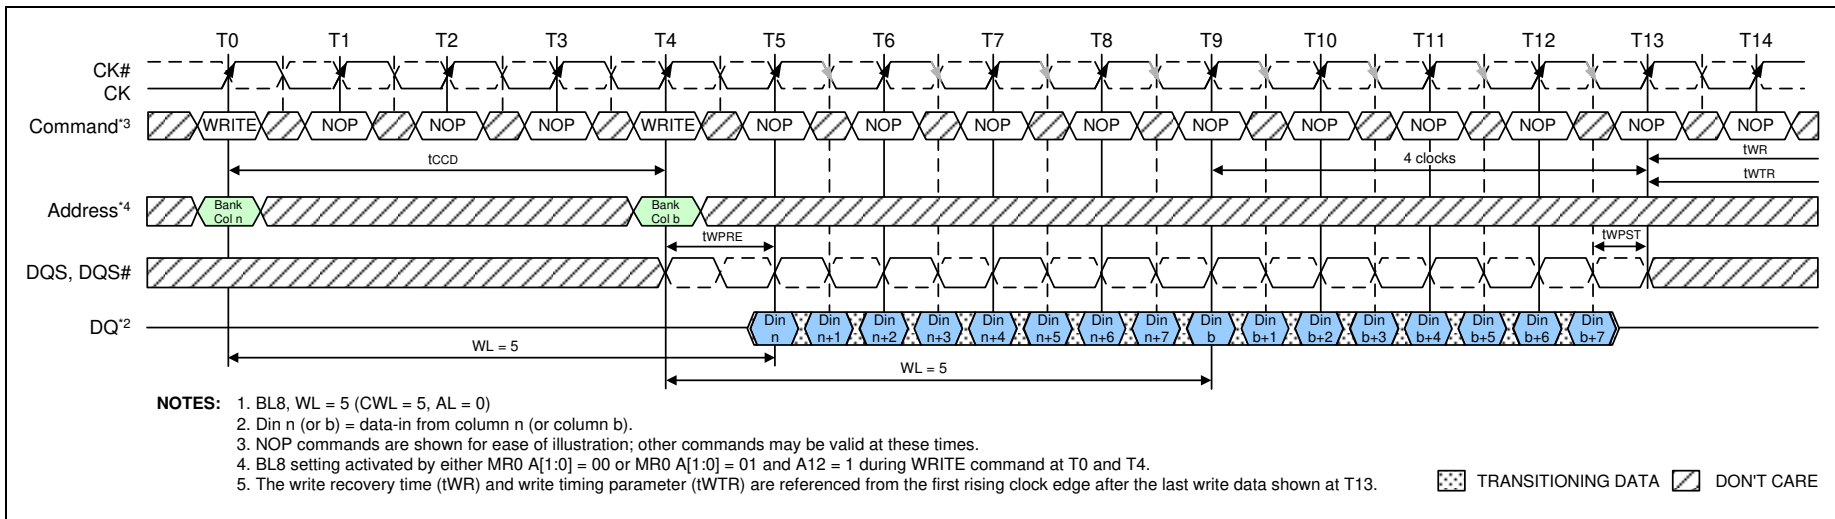 T0 T1 T2 T3 T4 T5 T6 T7 T8 T9 T10 T11 T12 T13 T14
CK#
CK
Command*3 WRITE NOP NOP NOP WRITE NOP NOP NOP NOP NOP NOP NOP NOP NOP NOP
tCCD 4 clocks tWR
tWTR
Address*4 Bank Col n Bank Col b
tWPRE tWPST
DQS, DQS#
DQ*2 Din n Din n+1 Din n+2 Din n+3 Din n+4 Din n+5 Din n+6 Din n+7 Din b Din b+1 Din b+2 Din b+3 Din b+4 Din b+5 Din b+6 Din b+7
WL = 5
WL = 5
NOTES: 1. BL8, WL = 5 (CWL = 5, AL = 0)
2. Din n (or b) = data-in from column n (or column b).
3. NOP commands are shown for ease of illustration; other commands may be valid at these times.
4. BL8 setting activated by either MR0 A[1:0] = 00 or MR0 A[1:0] = 01 and A12 = 1 during WRITE command at T0 and T4.
5. The write recovery time (tWR) and write timing parameter (tWTR) are referenced from the first rising clock edge after the last write data shown at T13.
TRANSITIONING DATA DON'T CARE